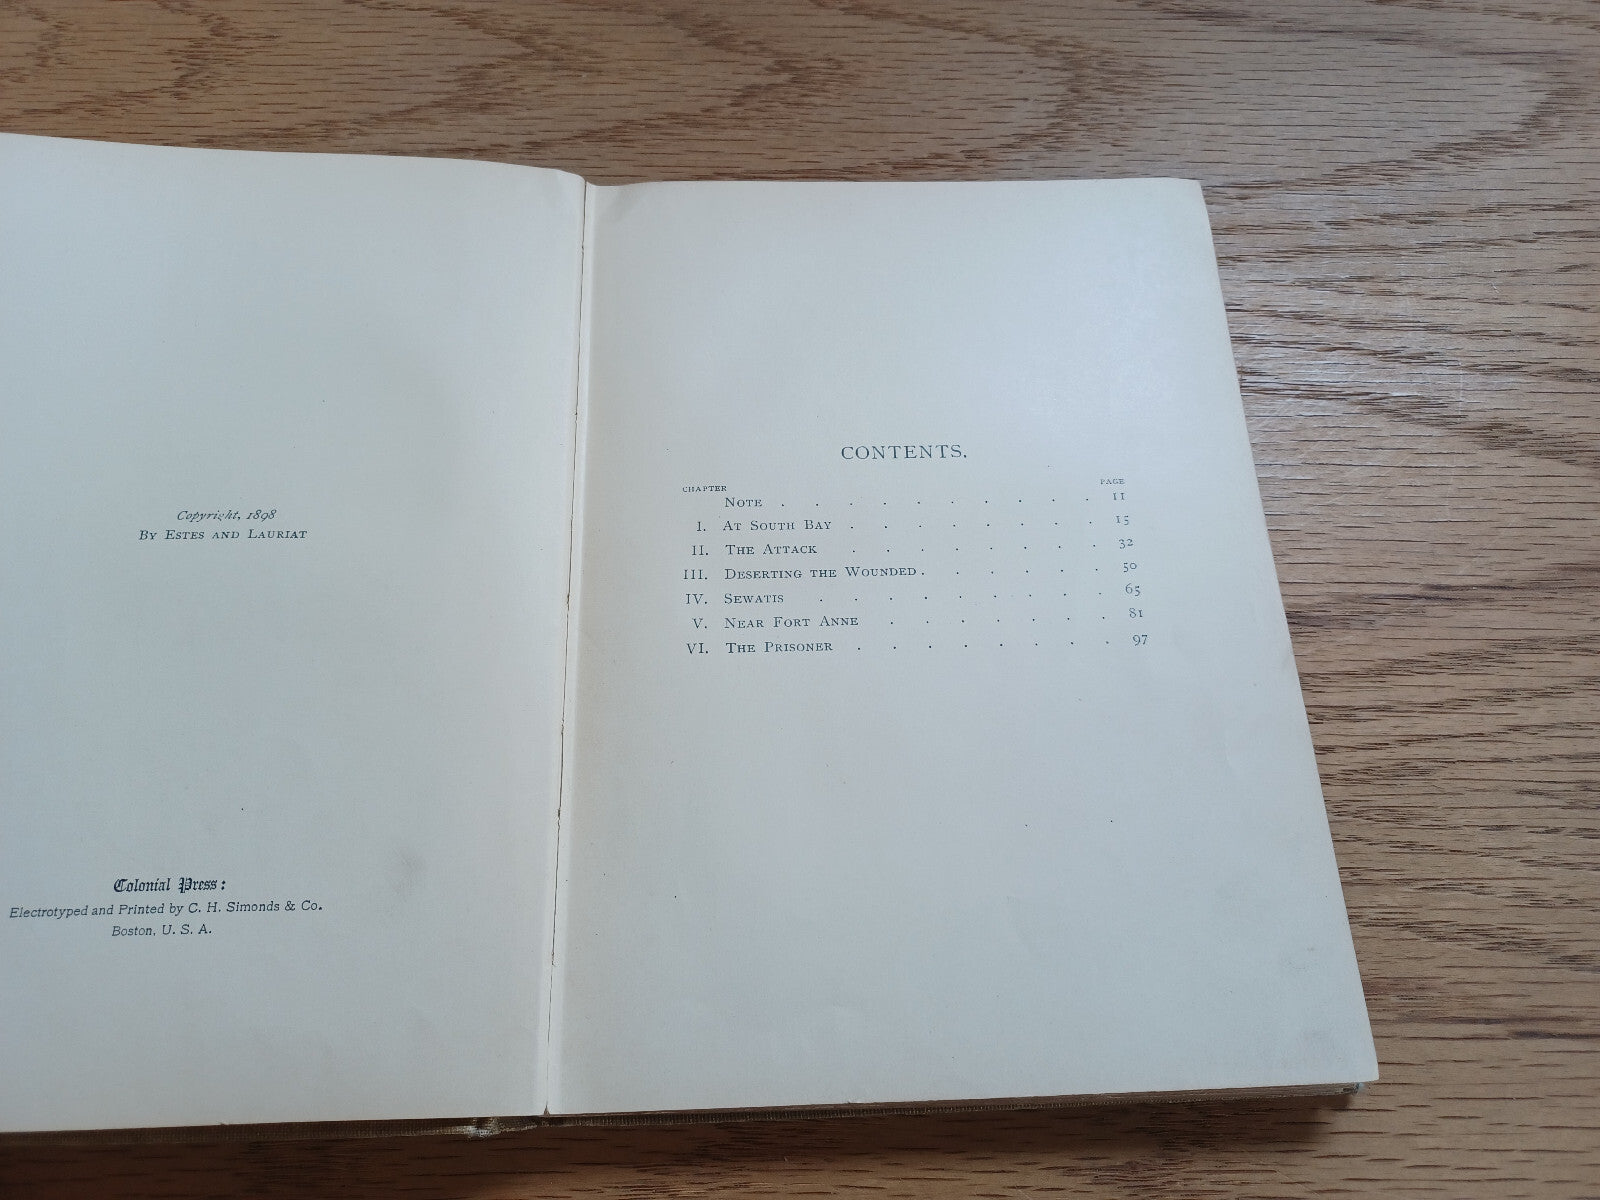 Copyright, 1898
By Estes and Lauriat
Colonial Press:
Electrotyped and Printed by C. H. Simonds & Co.
Boston, U. S. A.
CONTENTS.
CHAPTER PAGE
Note . . . . . . . . . . 11
I. At South Bay . . . . . . . . 15
II. The Attack . . . . . . . . 32
III. Deserting the Wounded . . . . . . 50
IV. Sewatis . . . . . . . . . 65
V. Near Fort Anne . . . . . . . 81
VI. The Prisoner . . . . . . . . 97